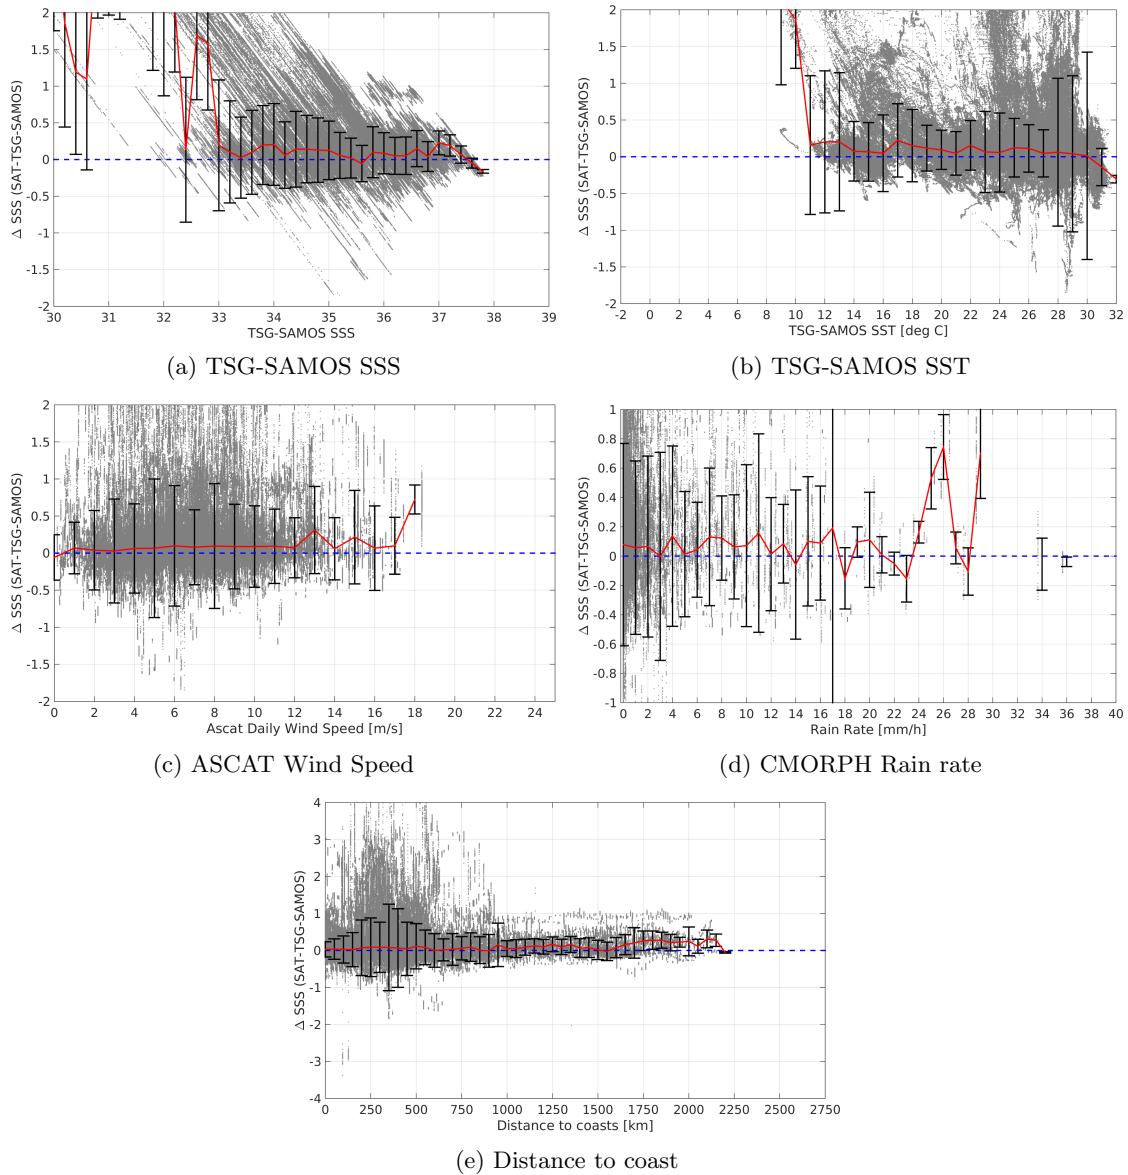 2
1.5
1
0.5
0
-0.5
-1
-1.5
-2
Δ SSS (SAT-TSG-SAMOS)
30 31 32 33 34 35 36 37 38 39
TSG-SAMOS SSS
(a) TSG-SAMOS SSS
2
1.5
1
0.5
0
-0.5
-1
-1.5
-2
Δ SSS (SAT-TSG-SAMOS)
-2 0 2 4 6 8 10 12 14 16 18 20 22 24 26 28 30 32
TSG-SAMOS SST [deg C]
(b) TSG-SAMOS SST
2
1.5
1
0.5
0
-0.5
-1
-1.5
-2
Δ SSS (SAT-TSG-SAMOS)
0 2 4 6 8 10 12 14 16 18 20 22 24
Ascat Daily Wind Speed [m/s]
(c) ASCAT Wind Speed
1
0.8
0.6
0.4
0.2
0
-0.2
-0.4
-0.6
-0.8
-1
Δ SSS (SAT-TSG-SAMOS)
0 2 4 6 8 10 12 14 16 18 20 22 24 26 28 30 32 34 36 38 40
Rain Rate [mm/h]
(d) CMORPH Rain rate
4
3
2
1
0
-1
-2
-3
-4
Δ SSS (SAT-TSG-SAMOS)
0 250 500 750 1000 1250 1500 1750 2000 2250 2500 2750
Distance to coasts [km]
(e) Distance to coast